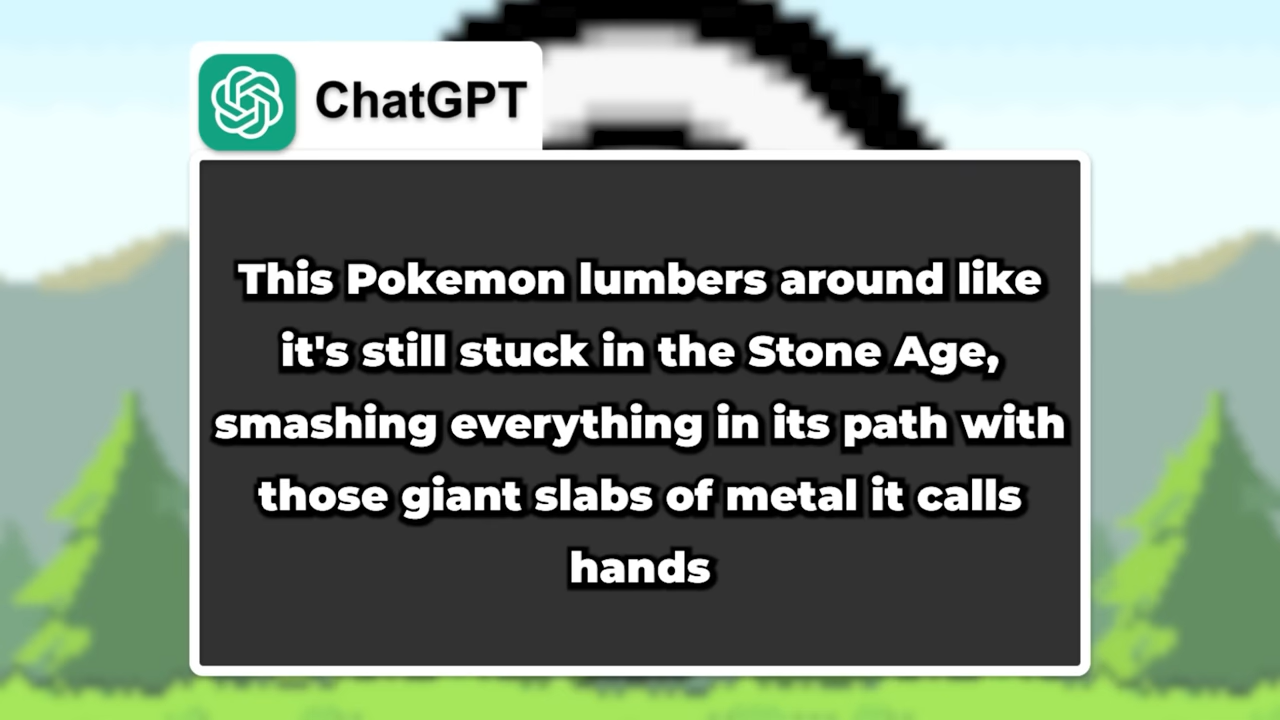 ChatGPT
This Pokemon lumbers around like
it's still stuck in the Stone Age,
smashing everything in its path with
those giant slabs of metal it calls
hands